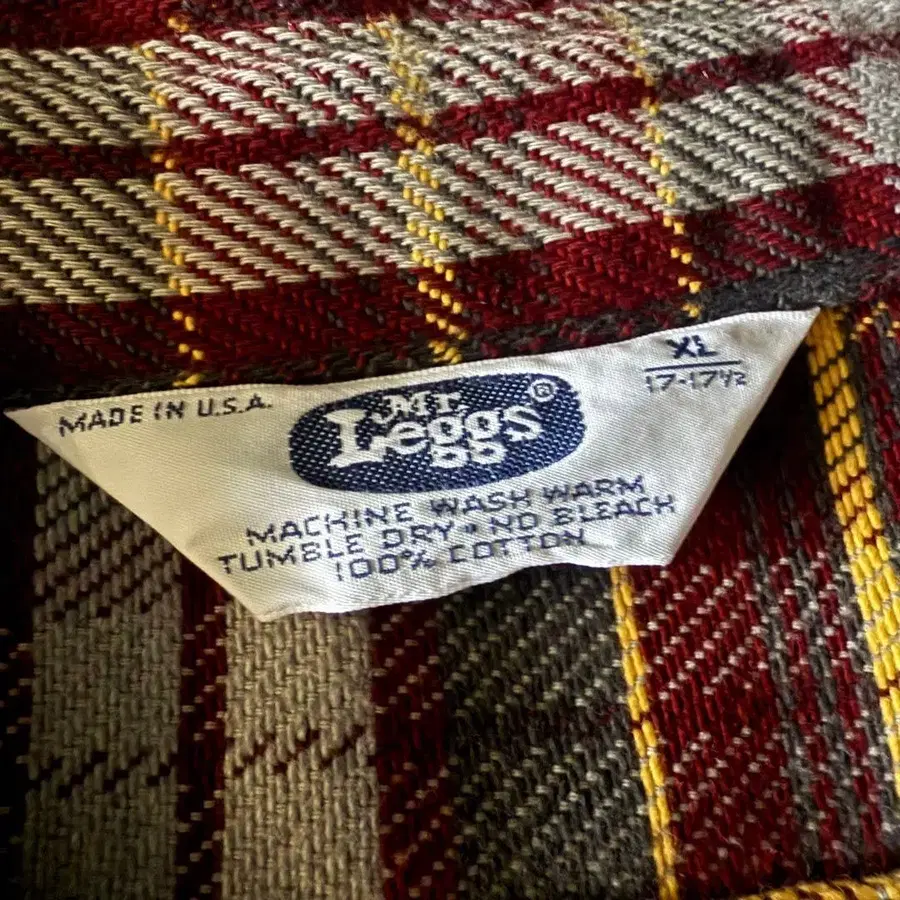 MADE IN U.S.A.
Mr
Leggs®
XL
17-17½
MACHINE WASH WARM
TUMBLE DRY • NO BLEACH
100% COTTON